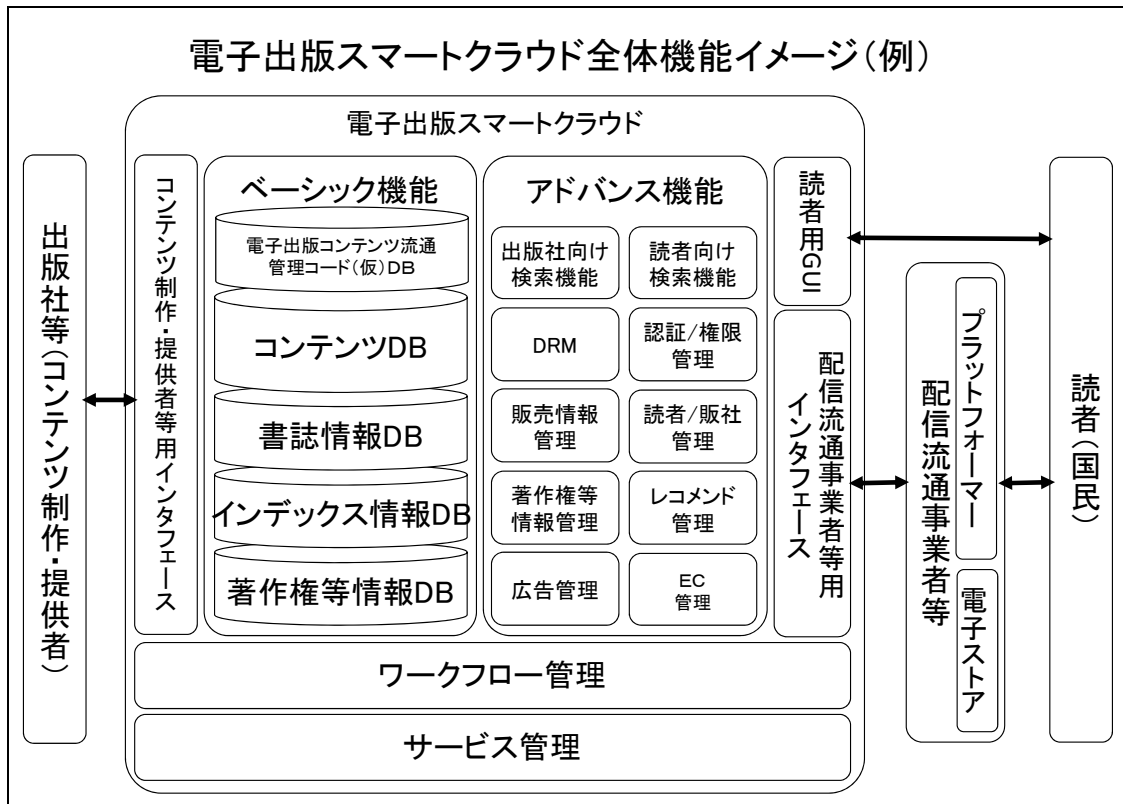 電子出版スマートクラウド全体機能イメージ(例)
電子出版スマートクラウド
出版社等(コンテンツ制作・提供者)
コンテンツ制作・提供者等用インタフェース
ベーシック機能
電子出版コンテンツ流通
管理コード(仮)DB
コンテンツDB
書誌情報DB
インデックス情報DB
著作権等情報DB
アドバンス機能
出版社向け
検索機能
読者向け
検索機能
DRM
認証/権限
管理
販売情報
管理
読者/販社
管理
著作権等
情報管理
レコメンド
管理
広告管理
EC
管理
読者用GUI
配信流通事業者等用
インタフェース
配信流通事業者等
プラットフォーマー
電子ストア
読者(国民)
ワークフロー管理
サービス管理